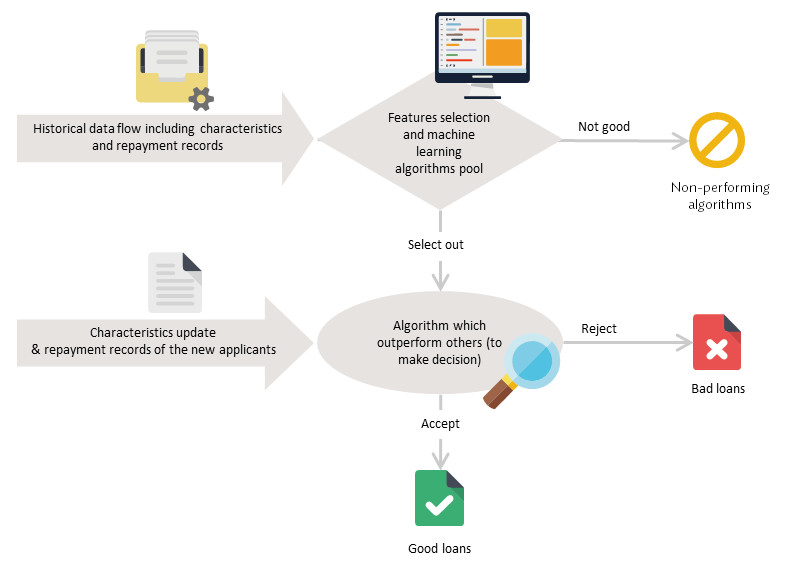 Historical data flow including characteristics
and repayment records
Features selection
and machine
learning
algorithms pool
Not good
Non-performing
algorithms
Select out
Characteristics update
& repayment records of the new applicants
Algorithm which
outperform others (to
make decision)
Reject
Bad loans
Accept
Good loans